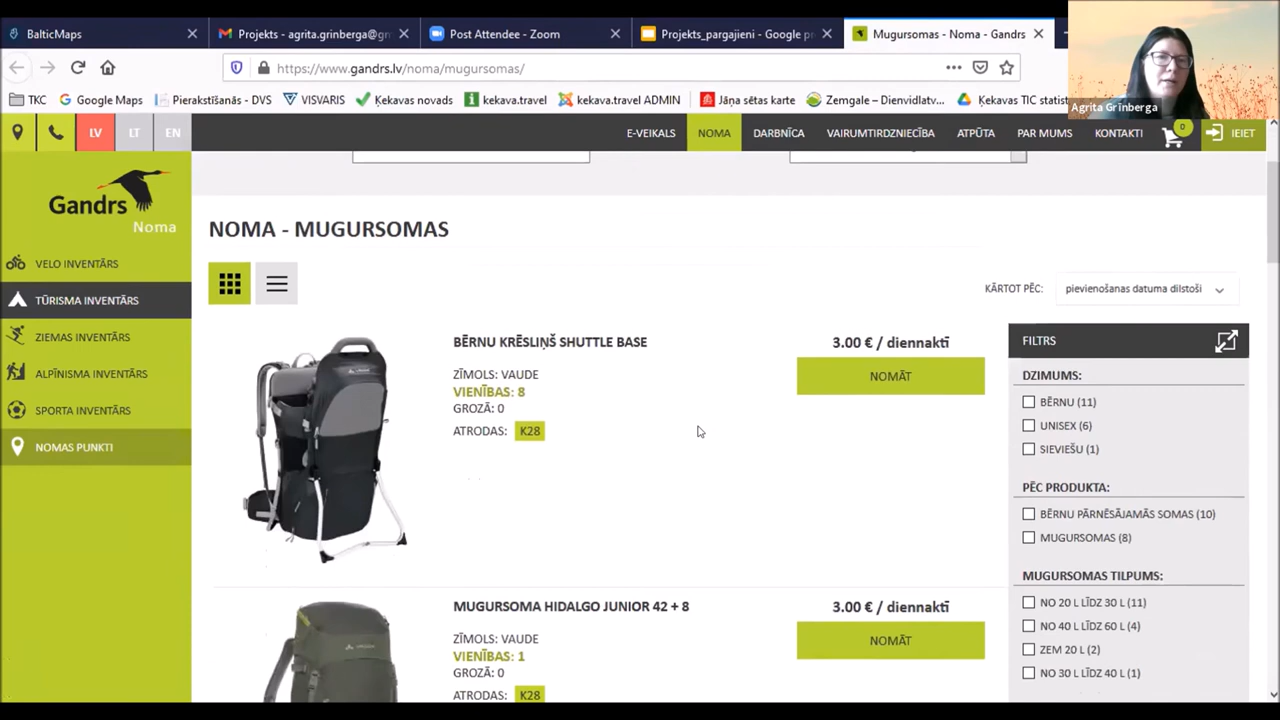 BalticMaps
Projekts - agrita.grinberga@gm
Post Attendee - Zoom
Projekts_pargajieni - Google pr
Mugursomas - Noma - Gandrs
https://www.gandrs.lv/noma/mugursomas/
TKC
Google Maps
Pierakstīšanās - DVS
VISVARIS
Ķekavas novads
kekava.travel
kekava.travel ADMIN
Jāņa sētas karte
Zemgale – Dienvidlatv...
Ķekavas TIC statist
Agrita Grīnberga
LV
LT
EN
E-VEIKALS
NOMA
DARBNĪCA
VAIRUMTIRDZNIECĪBA
ATPŪTA
PAR MUMS
KONTAKTI
0
IEIET
Gandrs
Noma
VELO INVENTĀRS
TŪRISMA INVENTĀRS
ZIEMAS INVENTĀRS
ALPĪNISMA INVENTĀRS
SPORTA INVENTĀRS
NOMAS PUNKTI
NOMA - MUGURSOMAS
KĀRTOT PĒC:
pievienošanas datuma dilstoši
BĒRNU KRĒSLIŅŠ SHUTTLE BASE
ZĪMOLS: VAUDE
VIENĪBAS: 8
GROZĀ: 0
ATRODAS: K28
3.00 € / diennaktī
NOMĀT
MUGURSOMA HIDALGO JUNIOR 42 + 8
ZĪMOLS: VAUDE
VIENĪBAS: 1
GROZĀ: 0
ATRODAS: K28
3.00 € / diennaktī
NOMĀT
FILTRS
DZIMUMS:
BĒRNU (11)
UNISEX (6)
SIEVIEŠU (1)
PĒC PRODUKTA:
BĒRNU PĀRNĒSĀJAMĀS SOMAS (10)
MUGURSOMAS (8)
MUGURSOMAS TILPUMS:
NO 20 L LĪDZ 30 L (11)
NO 40 L LĪDZ 60 L (4)
ZEM 20 L (2)
NO 30 L LĪDZ 40 L (1)